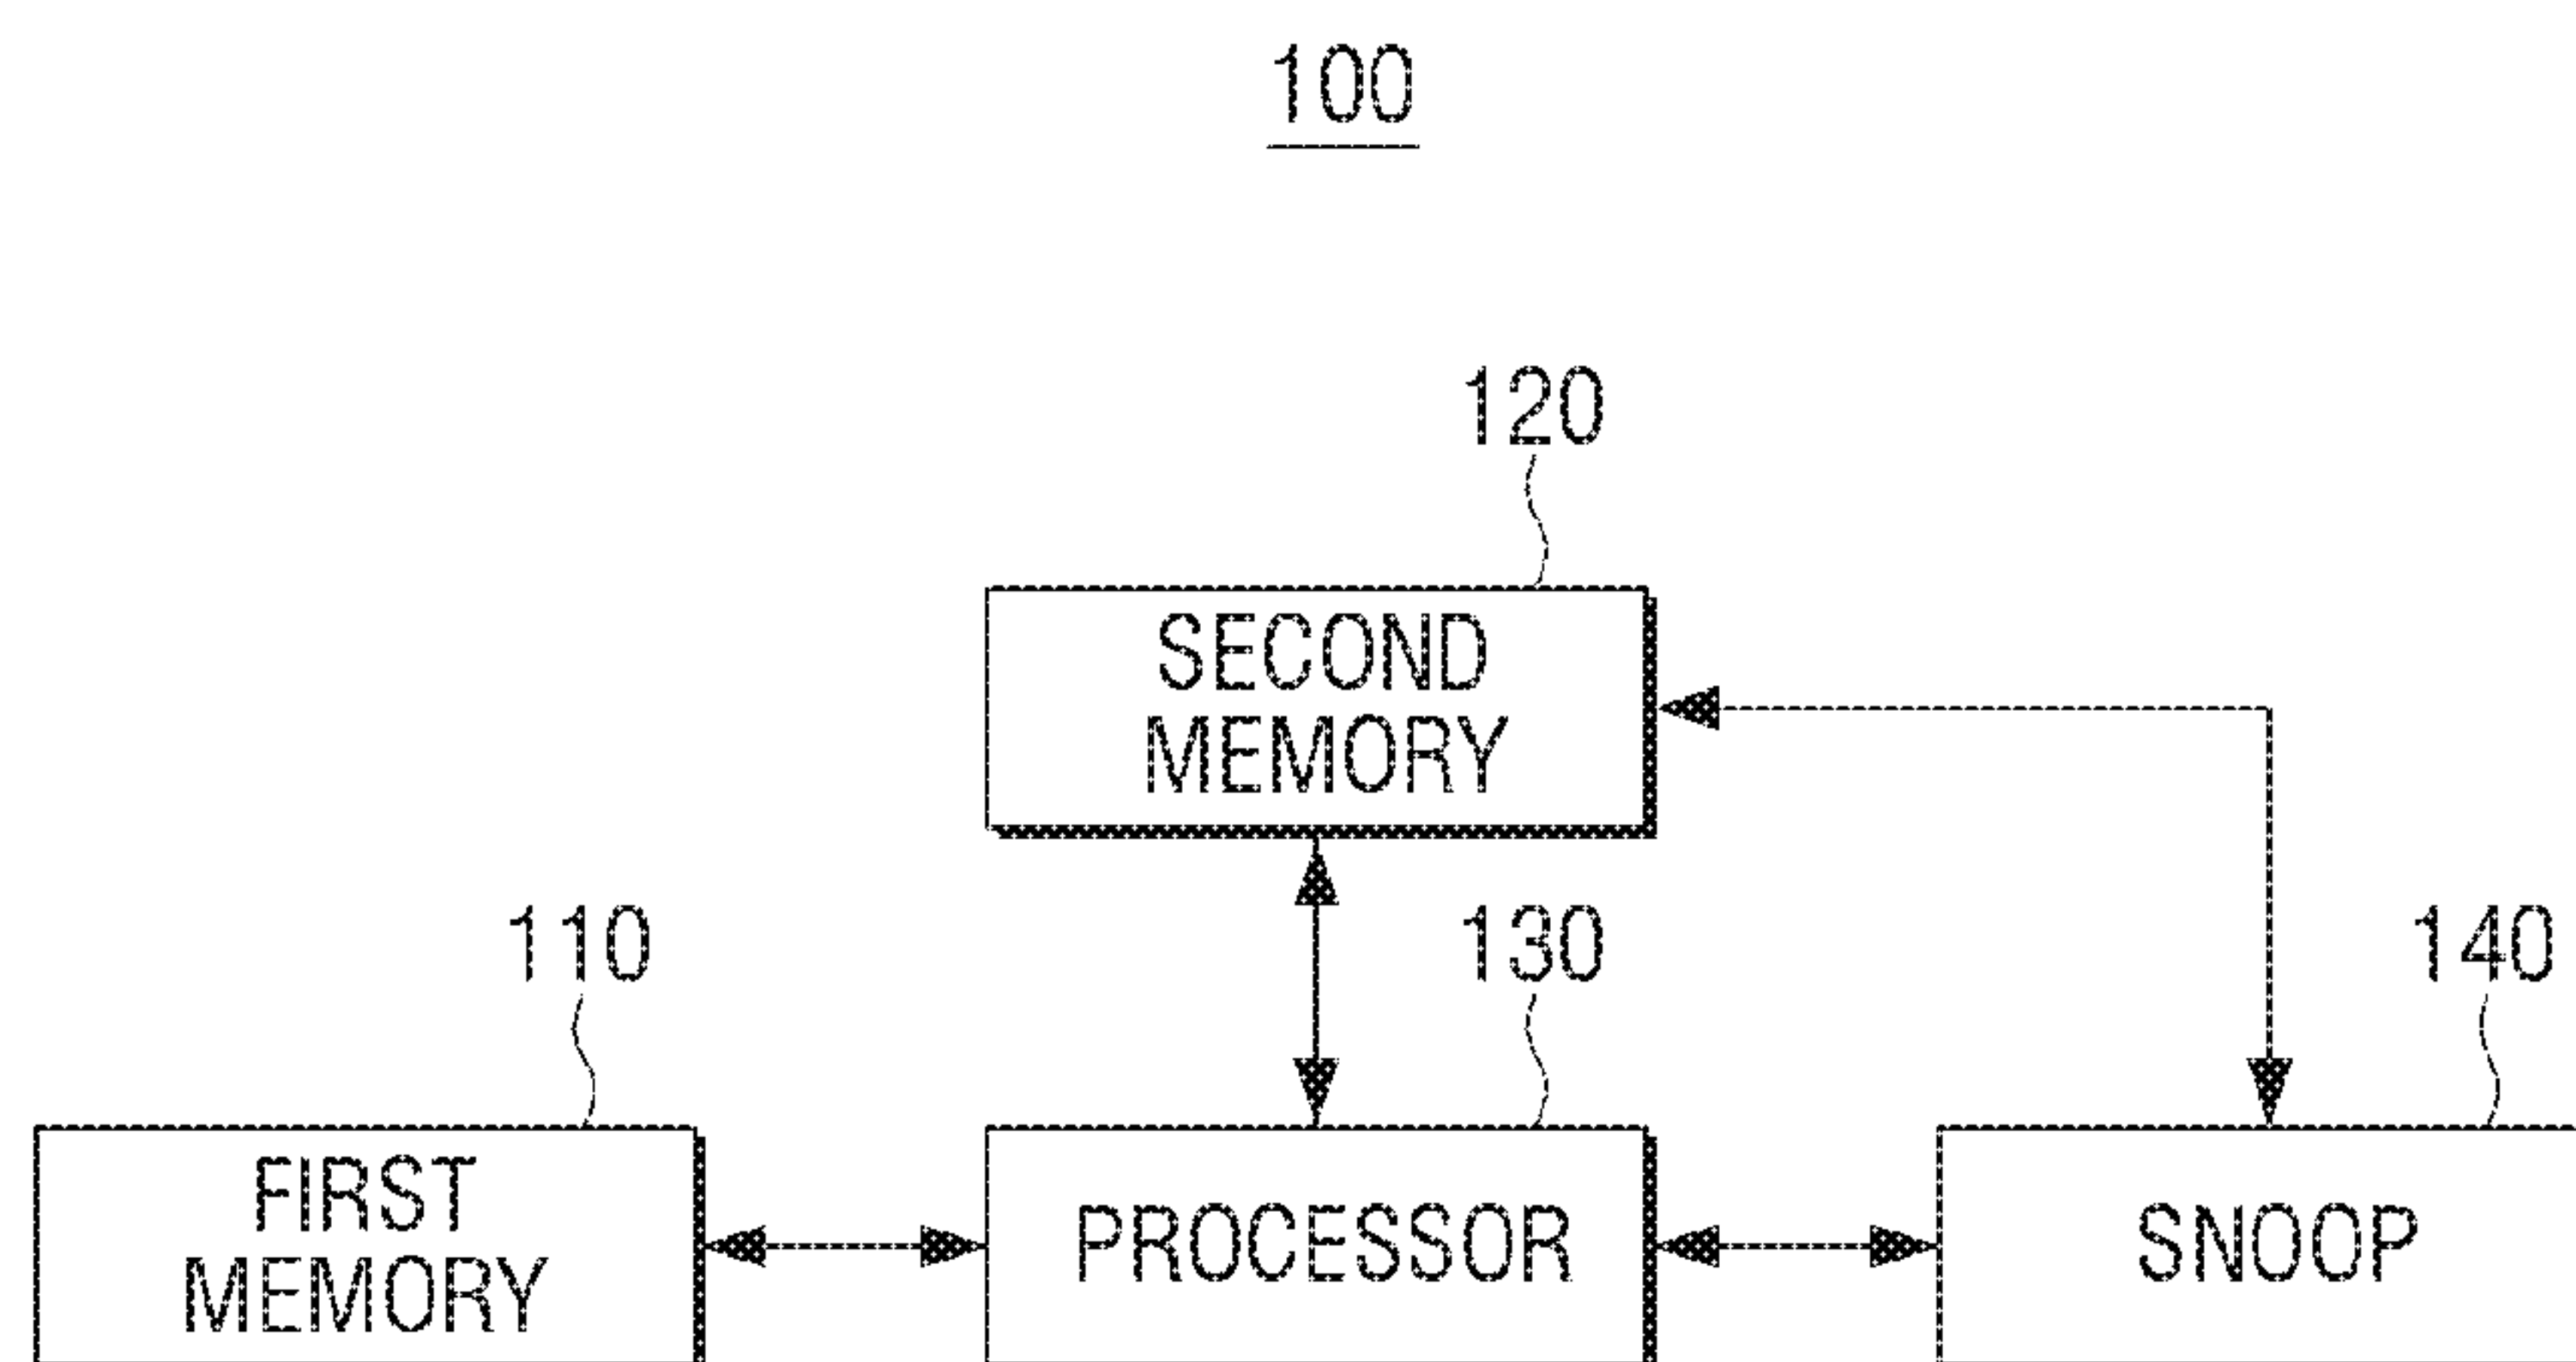 100
120
SECOND
MEMORY
110
130
140
FIRST
MEMORY
PROCESSOR
SNOOP